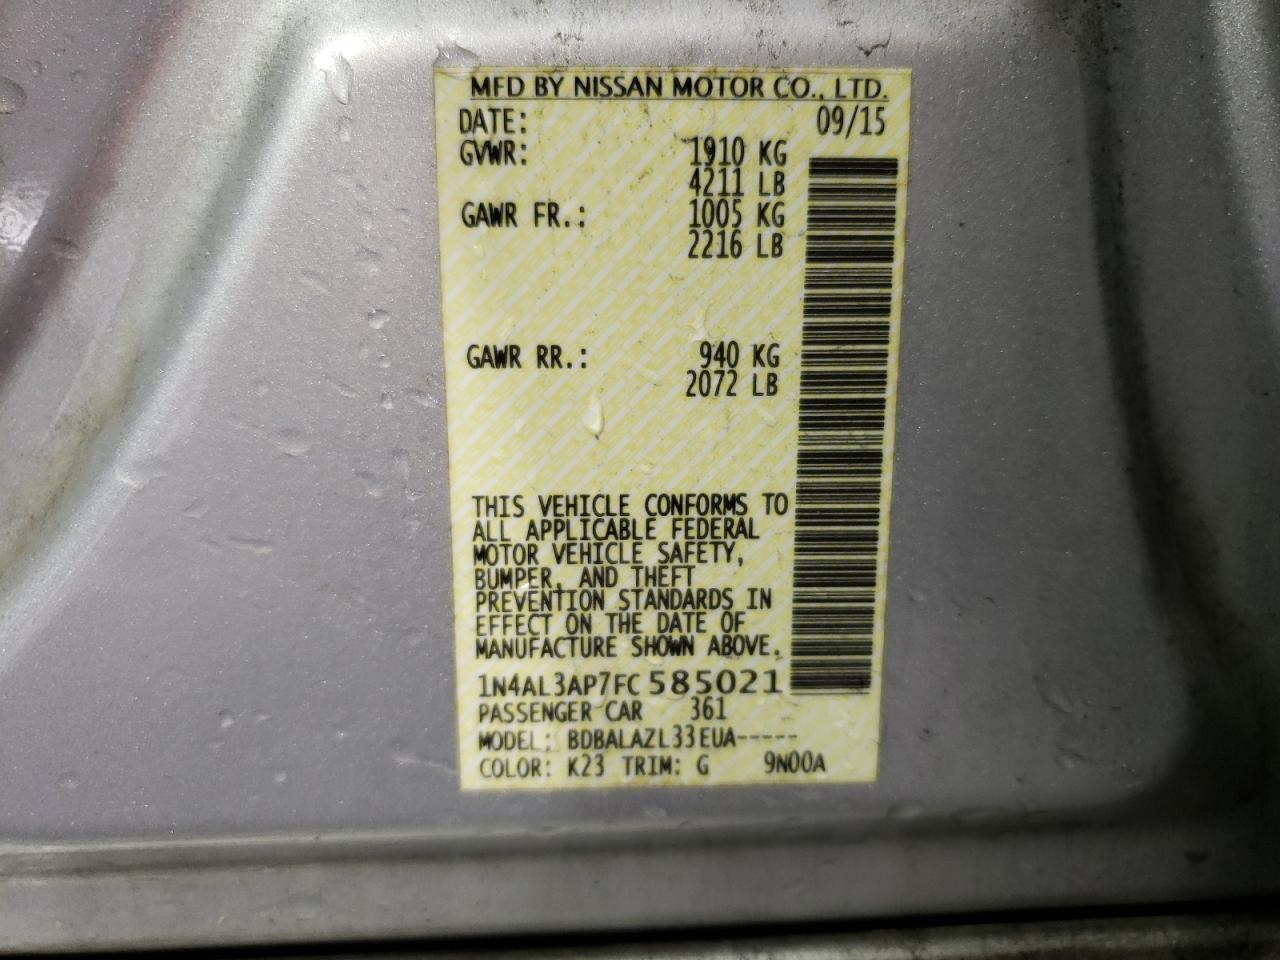 MFD BY NISSAN MOTOR CO., LTD.
DATE: 09/15
GVWR: 1910 KG
4211 LB
GAWR FR.: 1005 KG
2216 LB
GAWR RR.: 940 KG
2072 LB
THIS VEHICLE CONFORMS TO
ALL APPLICABLE FEDERAL
MOTOR VEHICLE SAFETY,
BUMPER, AND THEFT
PREVENTION STANDARDS IN
EFFECT ON THE DATE OF
MANUFACTURE SHOWN ABOVE.
1N4AL3AP7FC585021
PASSENGER CAR 361
MODEL: BDBALAZL33EUA-----
COLOR: K23 TRIM: G 9N00A